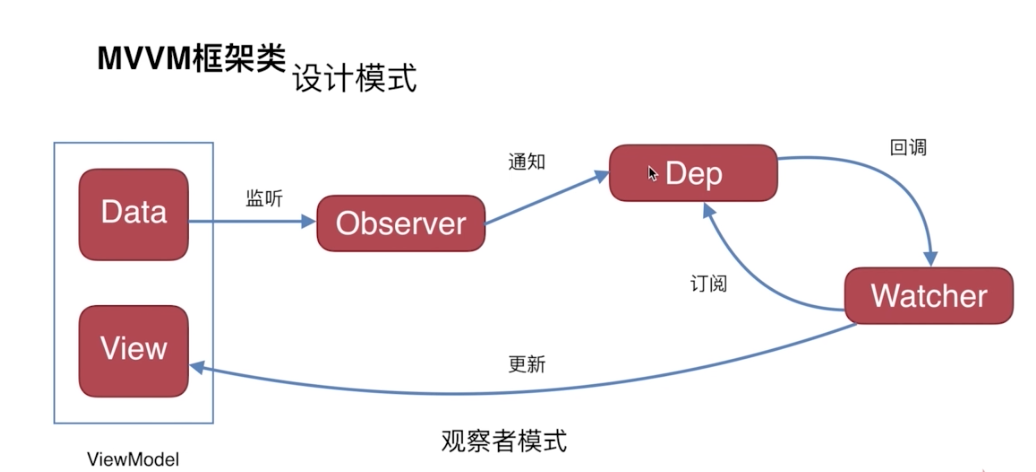 MVVM框架类
设计模式
Data
监听
Observer
通知
Dep
回调
订阅
Watcher
View
更新
观察者模式
ViewModel